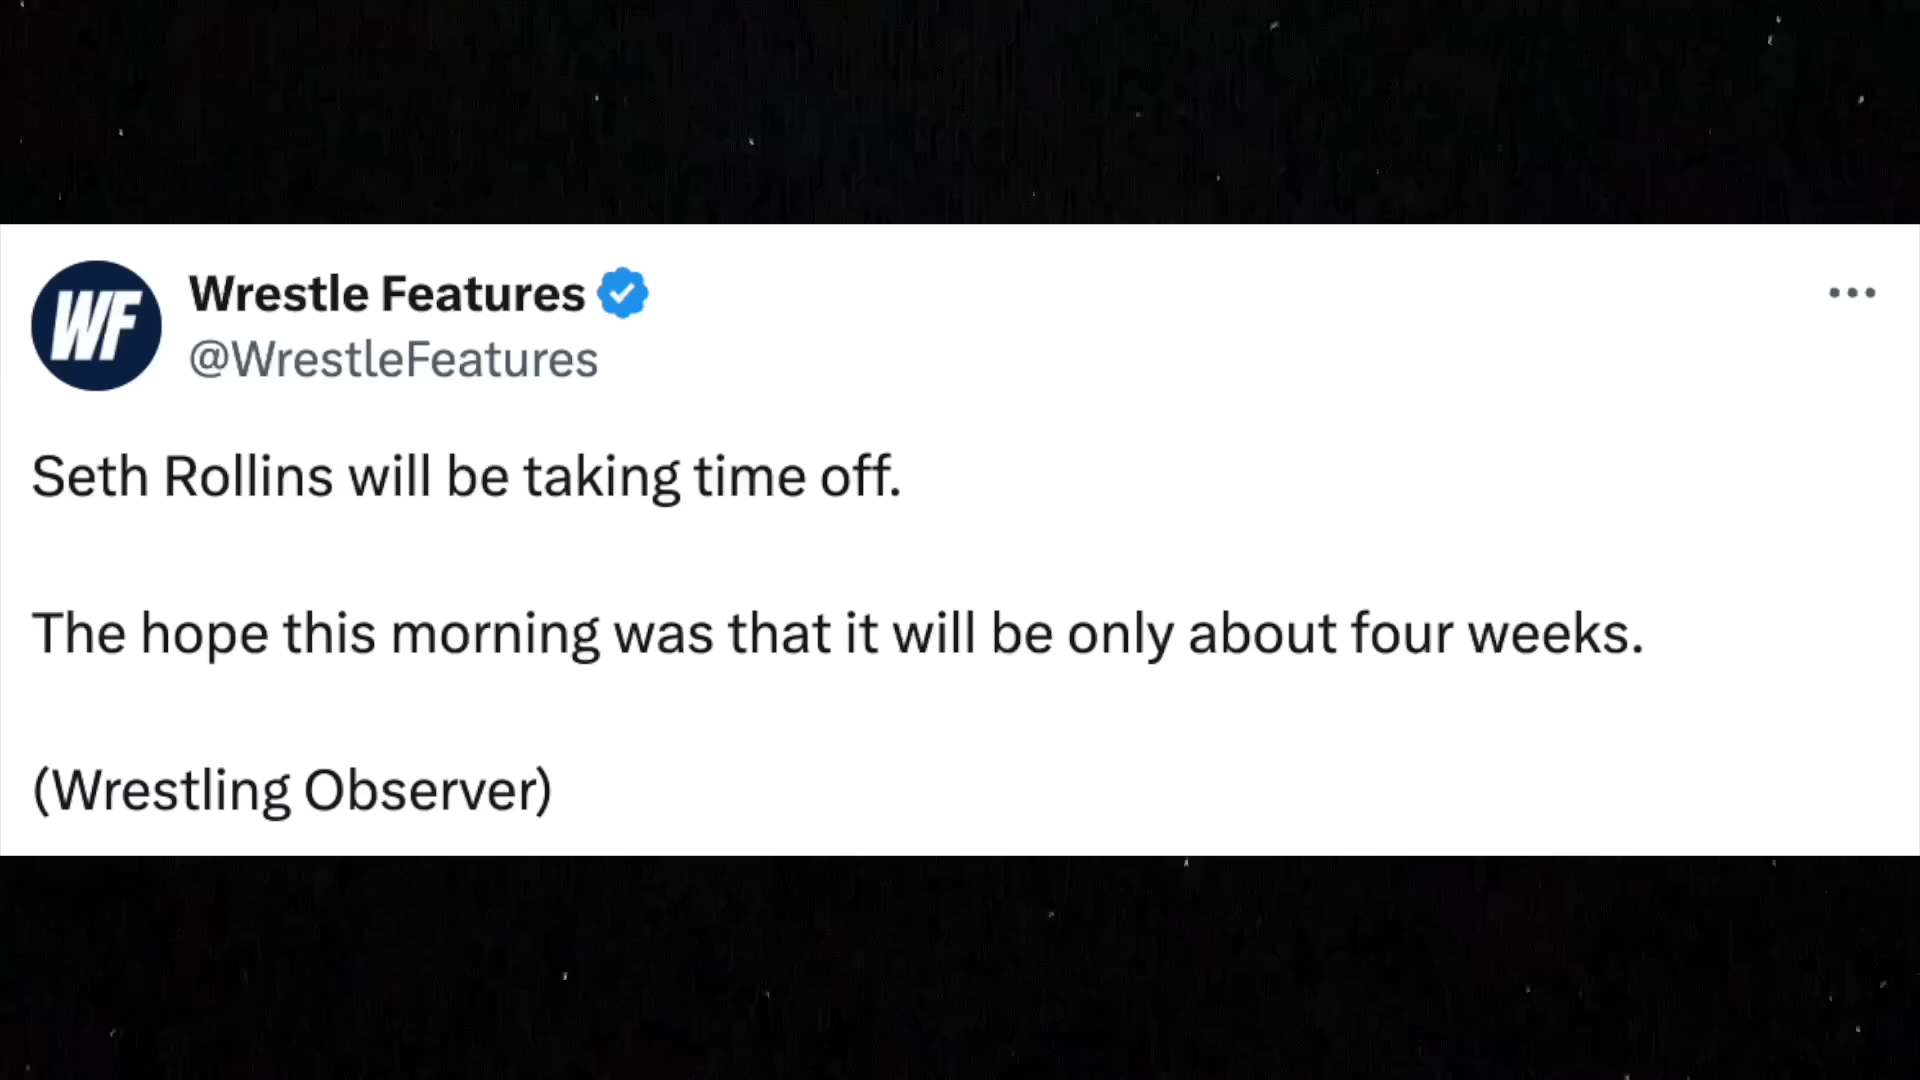 WF
Wrestle Features
@WrestleFeatures
Seth Rollins will be taking time off.
The hope this morning was that it will be only about four weeks.
(Wrestling Observer)